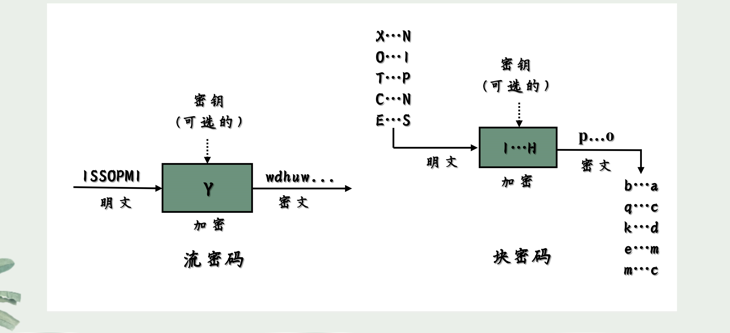 密钥
(可选的)
ISSOPMI
明文
Y
加密
wdhuw...
密文
流密码
X…N
O…I
T…P
C…N
E…S
明文
密钥
(可选的)
I…H
加密
p…o
密文
b…a
q…c
k…d
e…m
m…c
块密码